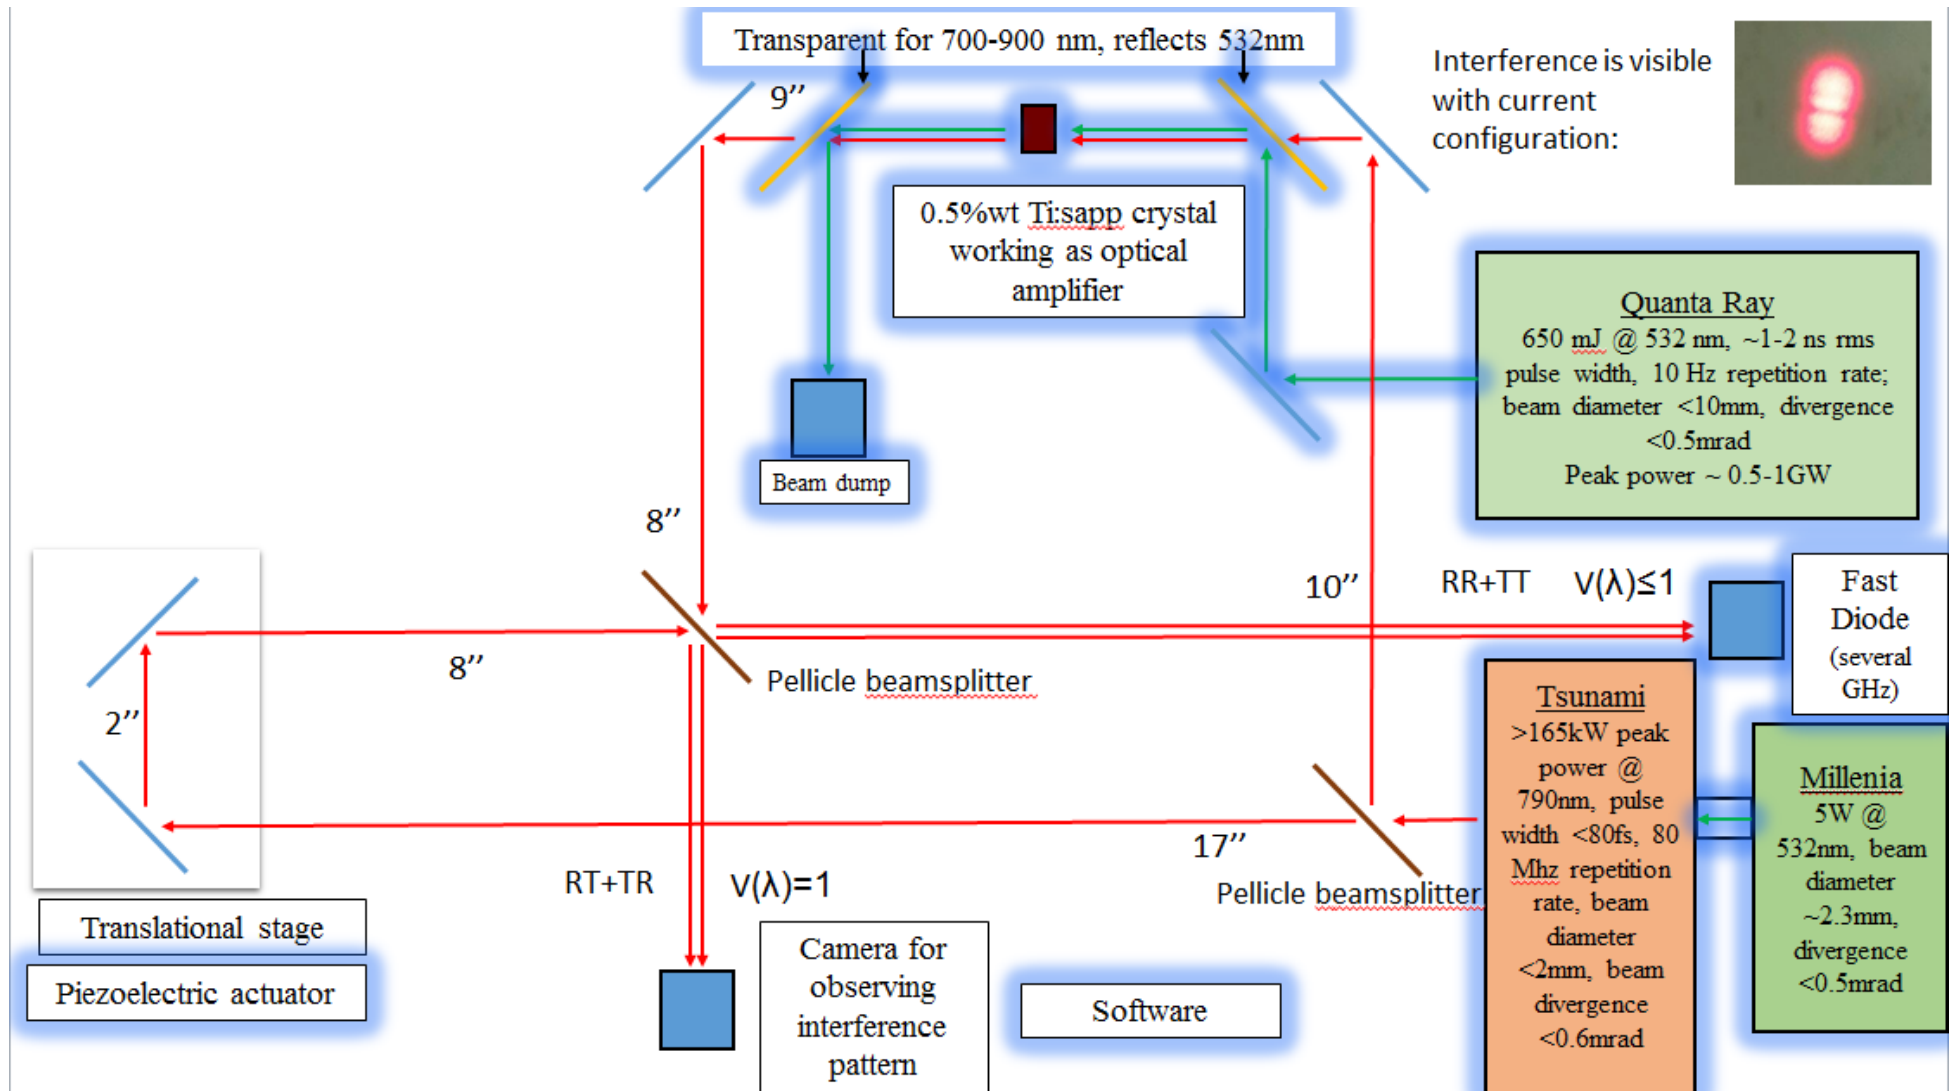 Transparent for 700-900 nm, reflects 532nm
Interference is visible
with current
configuration:
9’’
0.5%wt Ti:sapp crystal
working as optical
amplifier
Quanta Ray
650 mJ @ 532 nm, ~1-2 ns rms
pulse width, 10 Hz repetition rate;
beam diameter <10mm, divergence
<0.5mrad
Peak power ~ 0.5-1GW
Beam dump
8’’
10’’
RR+TT V(λ)≤1
Fast
Diode
(several
GHz)
8’’
Pellicle beamsplitter
2’’
Tsunami
>165kW peak
power @
790nm, pulse
width <80fs, 80
Mhz repetition
rate, beam
diameter
<2mm, beam
divergence
<0.6mrad
Millenia
5W @
532nm, beam
diameter
~2.3mm,
divergence
<0.5mrad
17’’
Pellicle beamsplitter
RT+TR V(λ)=1
Translational stage
Piezoelectric actuator
Camera for
observing
interference
pattern
Software